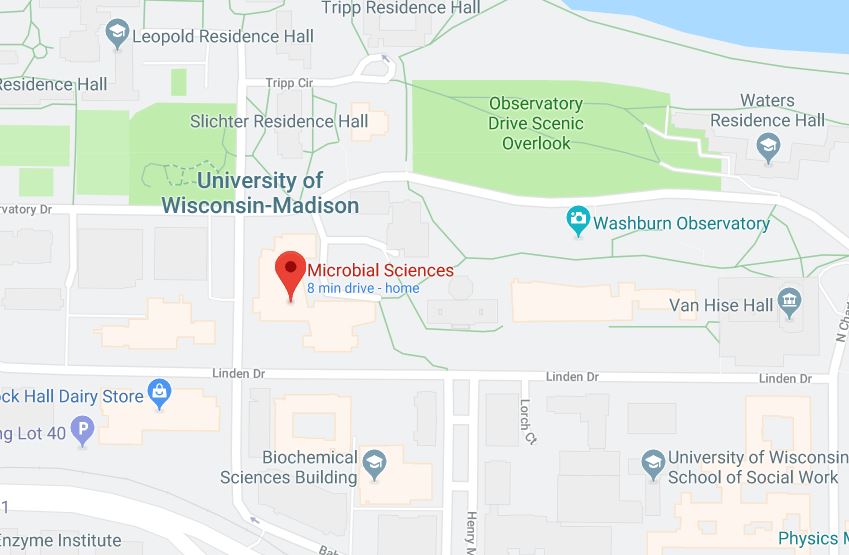 Tripp Residence Hall
Leopold Residence Hall
Residence Hall
Tripp Cir
Slichter Residence Hall
Observatory
Drive Scenic
Overlook
Waters
Residence Hall
University of
Wisconsin-Madison
vatory Dr
Washburn Observatory
Microbial Sciences
8 min drive - home
Van Hise Hall
N Char
Linden Dr
Linden Dr
Linden Dr
ock Hall Dairy Store
P
ng Lot 40
Lorch Ct
Biochemical
Sciences Building
University of Wisconsin
School of Social Work
1
Enzyme Institute
Bab
Henry M
Physics M